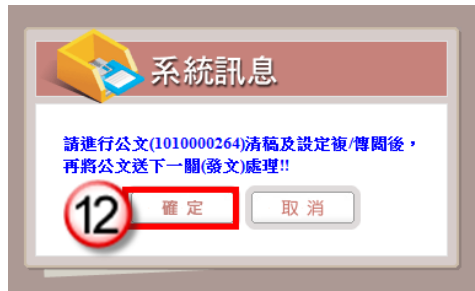 系統訊息
請進行公文(1010000264)清稿及設定複/傳閱後，
再將公文送下一關(發文)處理!!
12 確定 取消